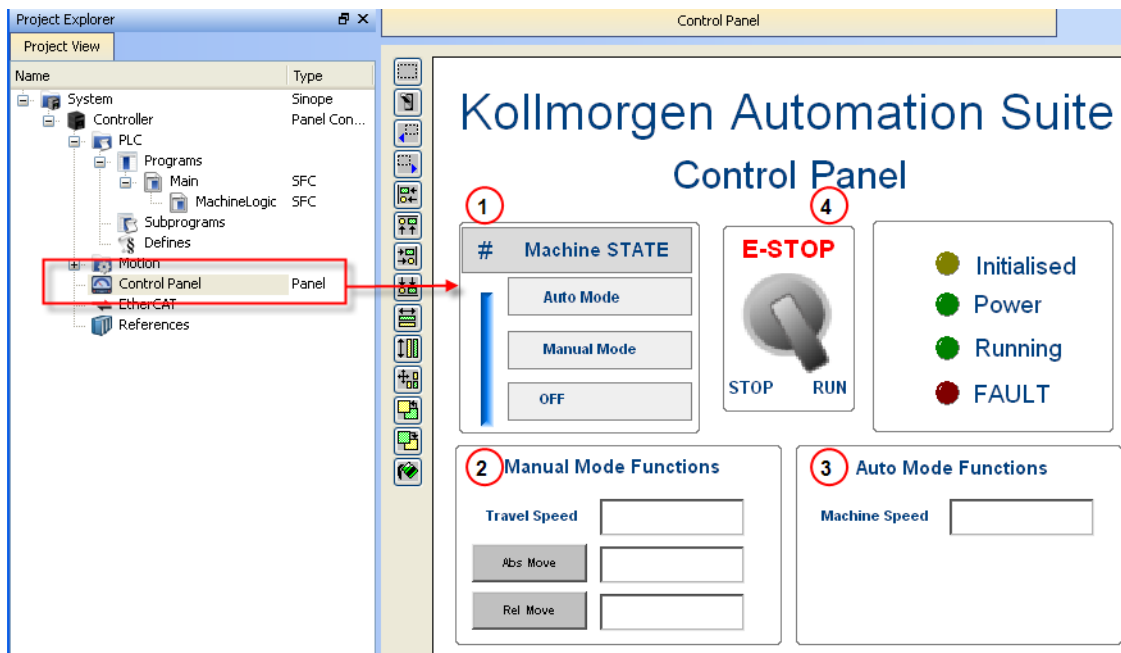 Project Explorer
Project View
Name Type
System Sinope
Controller Panel Con...
PLC
Programs
Main SFC
MachineLogic SFC
Subprograms
Defines
Motion
Control Panel Panel
EtherCAT
References
Control Panel
Kollmorgen Automation Suite
Control Panel
1
# Machine STATE
Auto Mode
Manual Mode
OFF
4
E-STOP
STOP RUN
Initialised
Power
Running
FAULT
2 Manual Mode Functions
Travel Speed
Abs Move
Rel Move
3 Auto Mode Functions
Machine Speed